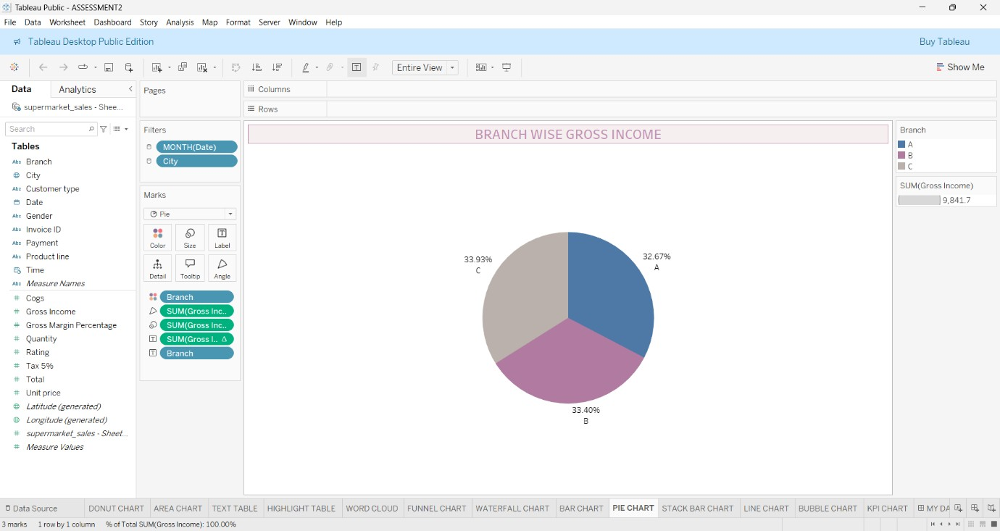 Tableau Public - ASSESSMENT2
File Data Worksheet Dashboard Story Analysis Map Format Server Window Help
Tableau Desktop Public Edition Buy Tableau
Entire View Show Me
Data Analytics
supermarket_sales - Shee...
Search
Tables
Abc Branch
City
Abc Customer type
Date
Abc Gender
Abc Invoice ID
Abc Payment
Abc Product line
Time
Abc Measure Names
# Cogs
# Gross Income
# Gross Margin Percentage
# Quantity
# Rating
# Tax 5%
# Total
# Unit price
Latitude (generated)
Longitude (generated)
# supermarket_sales - Sheet...
# Measure Values
Pages
Filters
MONTH(Date)
City
Marks
Pie
Color Size Label
Detail Tooltip Angle
Branch
SUM(Gross Inc..
SUM(Gross Inc..
SUM(Gross I.. Δ
Branch
Columns
Rows
BRANCH WISE GROSS INCOME
33.93%
C
32.67%
A
33.40%
B
Branch
A
B
C
SUM(Gross Income)
9,841.7
Data Source DONUT CHART AREA CHART TEXT TABLE HIGHLIGHT TABLE WORD CLOUD FUNNEL CHART WATERFALL CHART BAR CHART PIE CHART STACK BAR CHART LINE CHART BUBBLE CHART KPI CHART MY DA
3 marks 1 row by 1 column % of Total SUM(Gross Income): 100.00%